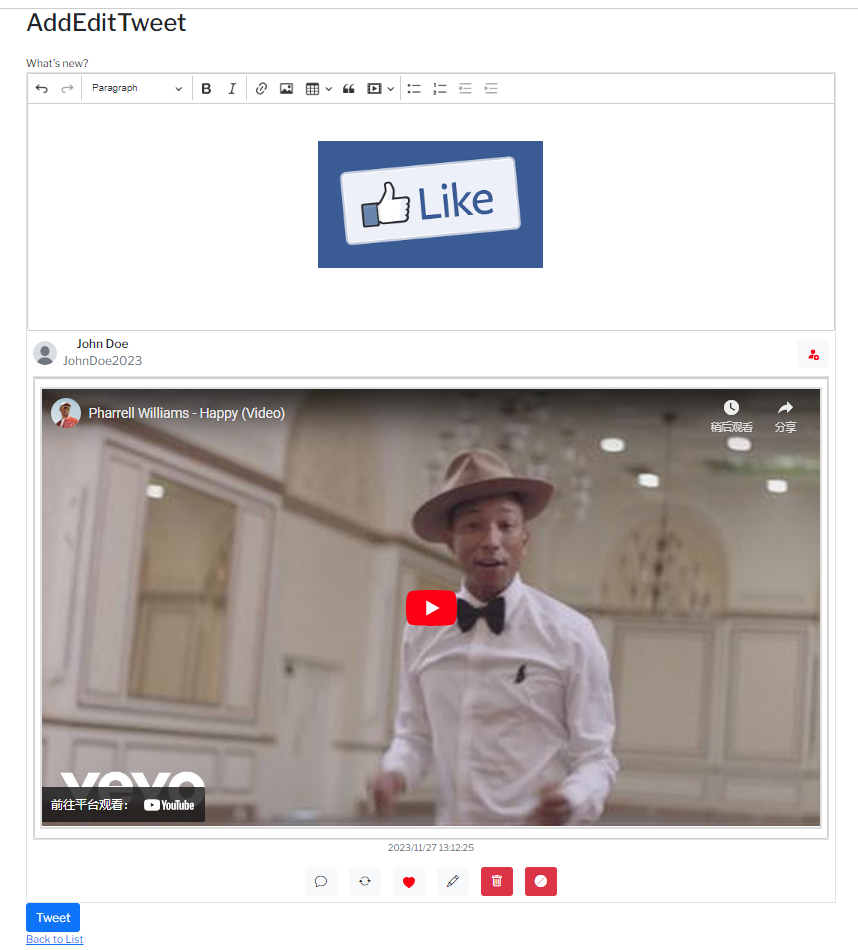 AddEditTweet
What's new?
Paragraph
Like
John Doe
JohnDoe2023
Pharrell Williams - Happy (Video)
稍后观看
分享
vevo
前往平台观看： YouTube
2023/11/27 13:12:25
Tweet
Back to List